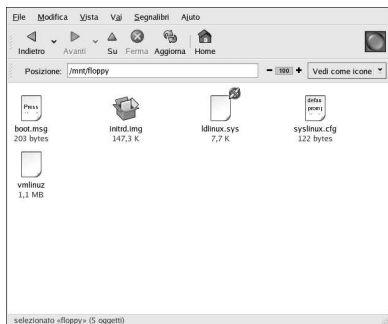 File Modifica Vista Vai Segnalibri Aiuto
Indietro Avanti Su Ferma Aggiorna Home
Posizione: /mnt/floppy 100 Vedi come icone
Press
defau
boot.msg initrd.img ldlinux.sys syslinux.cfg
203 bytes 147,3 K 7,7 K 122 bytes
vmlinuz
1,1 MB
selezionato «floppy» (5 oggetti)